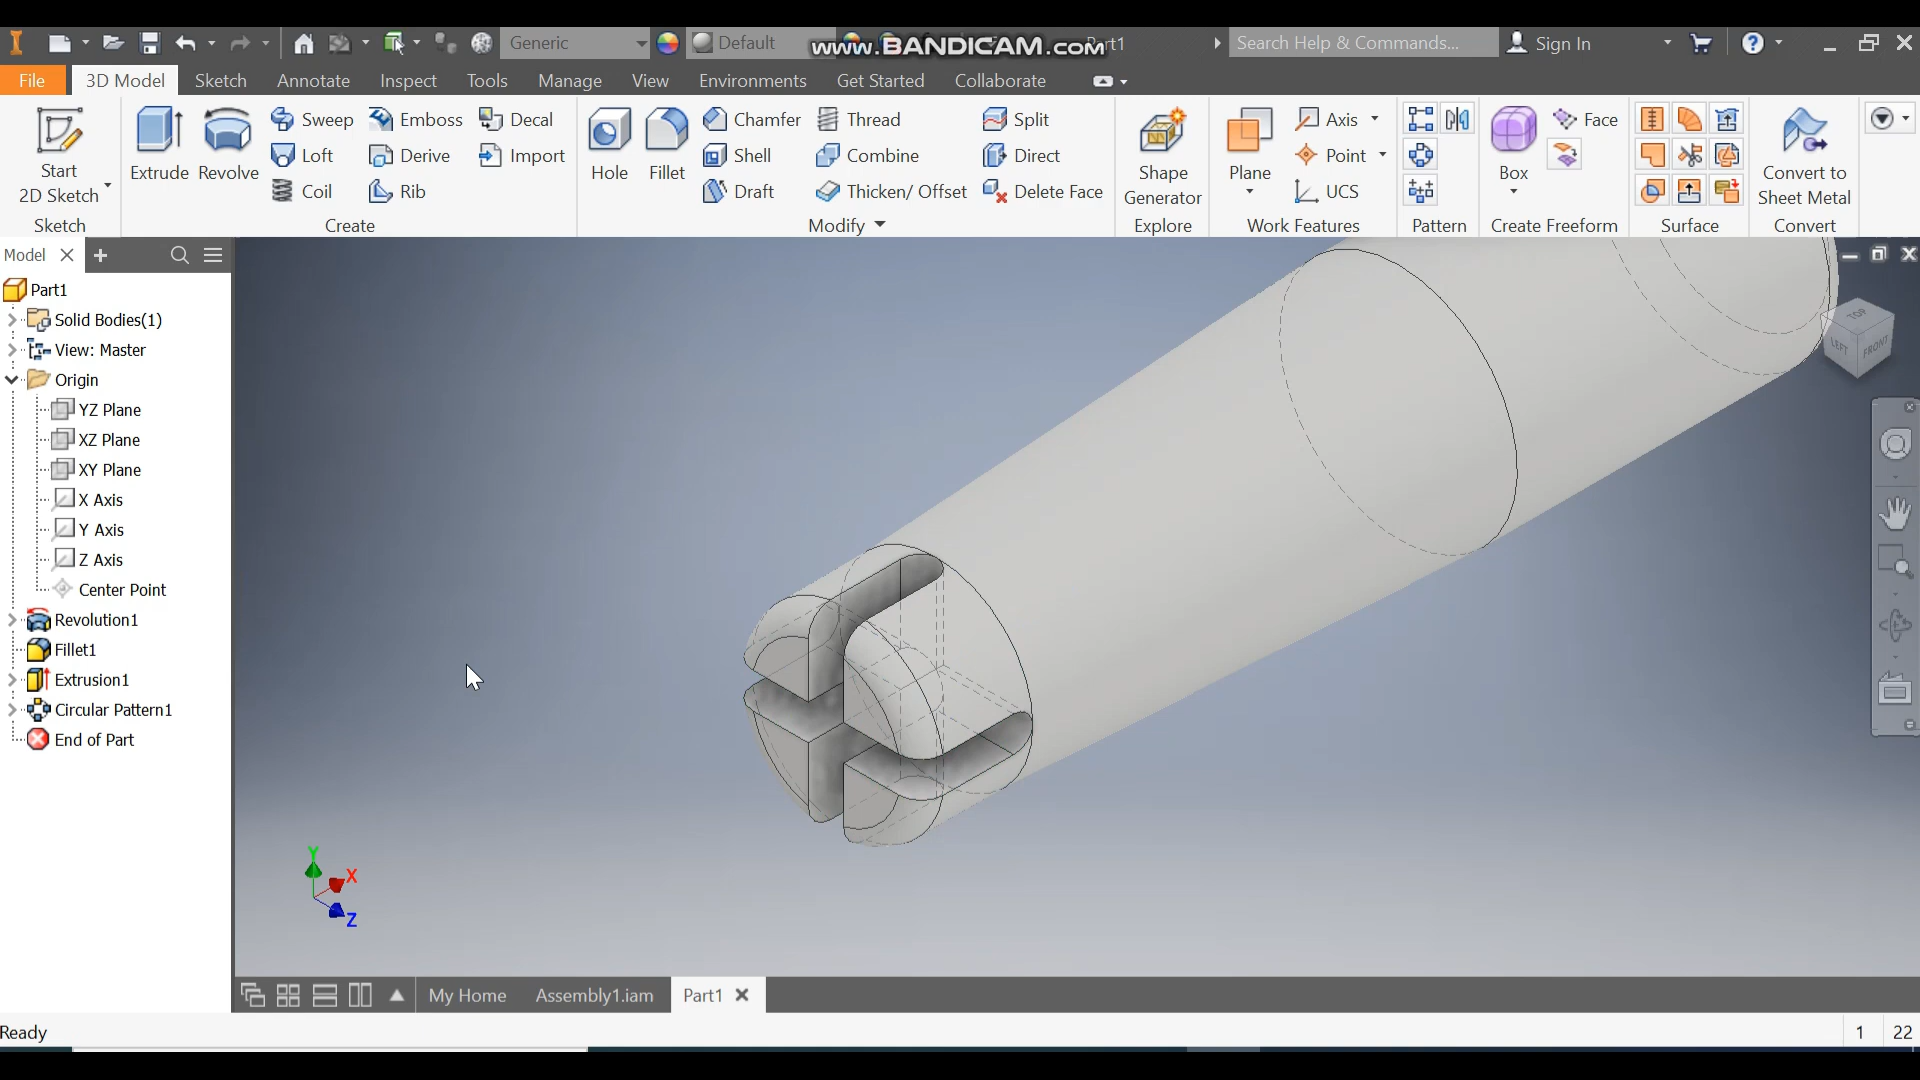 Generic
Default
www.BANDICAM.com
Part1
Search Help & Commands...
Sign In
File
3D Model
Sketch
Annotate
Inspect
Tools
Manage
View
Environments
Get Started
Collaborate
Start
2D Sketch
Extrude
Revolve
Sweep
Loft
Coil
Emboss
Derive
Rib
Decal
Import
Hole
Fillet
Chamfer
Shell
Draft
Thread
Combine
Thicken/ Offset
Split
Direct
Delete Face
Shape
Generator
Plane
Axis
Point
UCS
Box
Face
Convert to
Sheet Metal
Sketch
Create
Modify
Explore
Work Features
Pattern
Create Freeform
Surface
Convert
Model
Part1
Solid Bodies(1)
View: Master
Origin
YZ Plane
XZ Plane
XY Plane
X Axis
Y Axis
Z Axis
Center Point
Revolution1
Fillet1
Extrusion1
Circular Pattern1
End of Part
TOP
LEFT
FRONT
Y
X
Z
My Home
Assembly1.iam
Part1
Ready
1
22